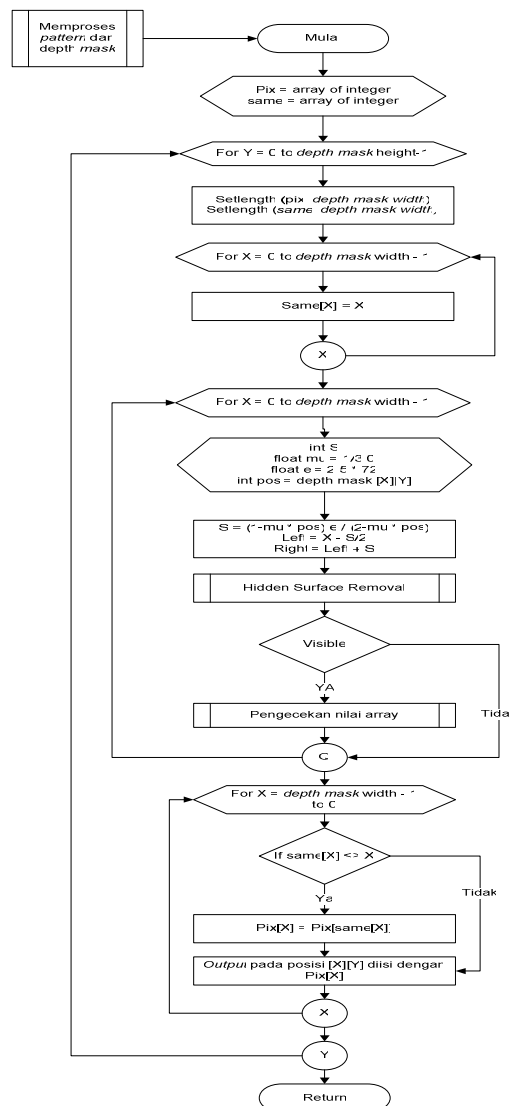 Memproses
pattern dar
depth mask
Mula
Pix = array of integer
same = array of integer
For Y = 0 to depth mask height-1
Setlength (pix depth mask width)
Setlength (same depth mask width)
For X = 0 to depth mask width - 1
Same[X] = X
X
For X = 0 to depth mask width - 1
int S
float mu = 1/3 0
float e = 2 5 * 72
int pos = depth mask [X][Y]
S = (1-mu * pos) e / (2-mu * pos)
Left = X - S/2
Right = Left + S
Hidden Surface Removal
Visible
YA
Pengecekan nilai array
Tida
C
For X = depth mask width - 1
to 0
If same[X] <> X
Ya
Tidak
Pix[X] = Pix[same[X]]
Output pada posisi [X][Y] diisi dengan
Pix[X]
X
Y
Return